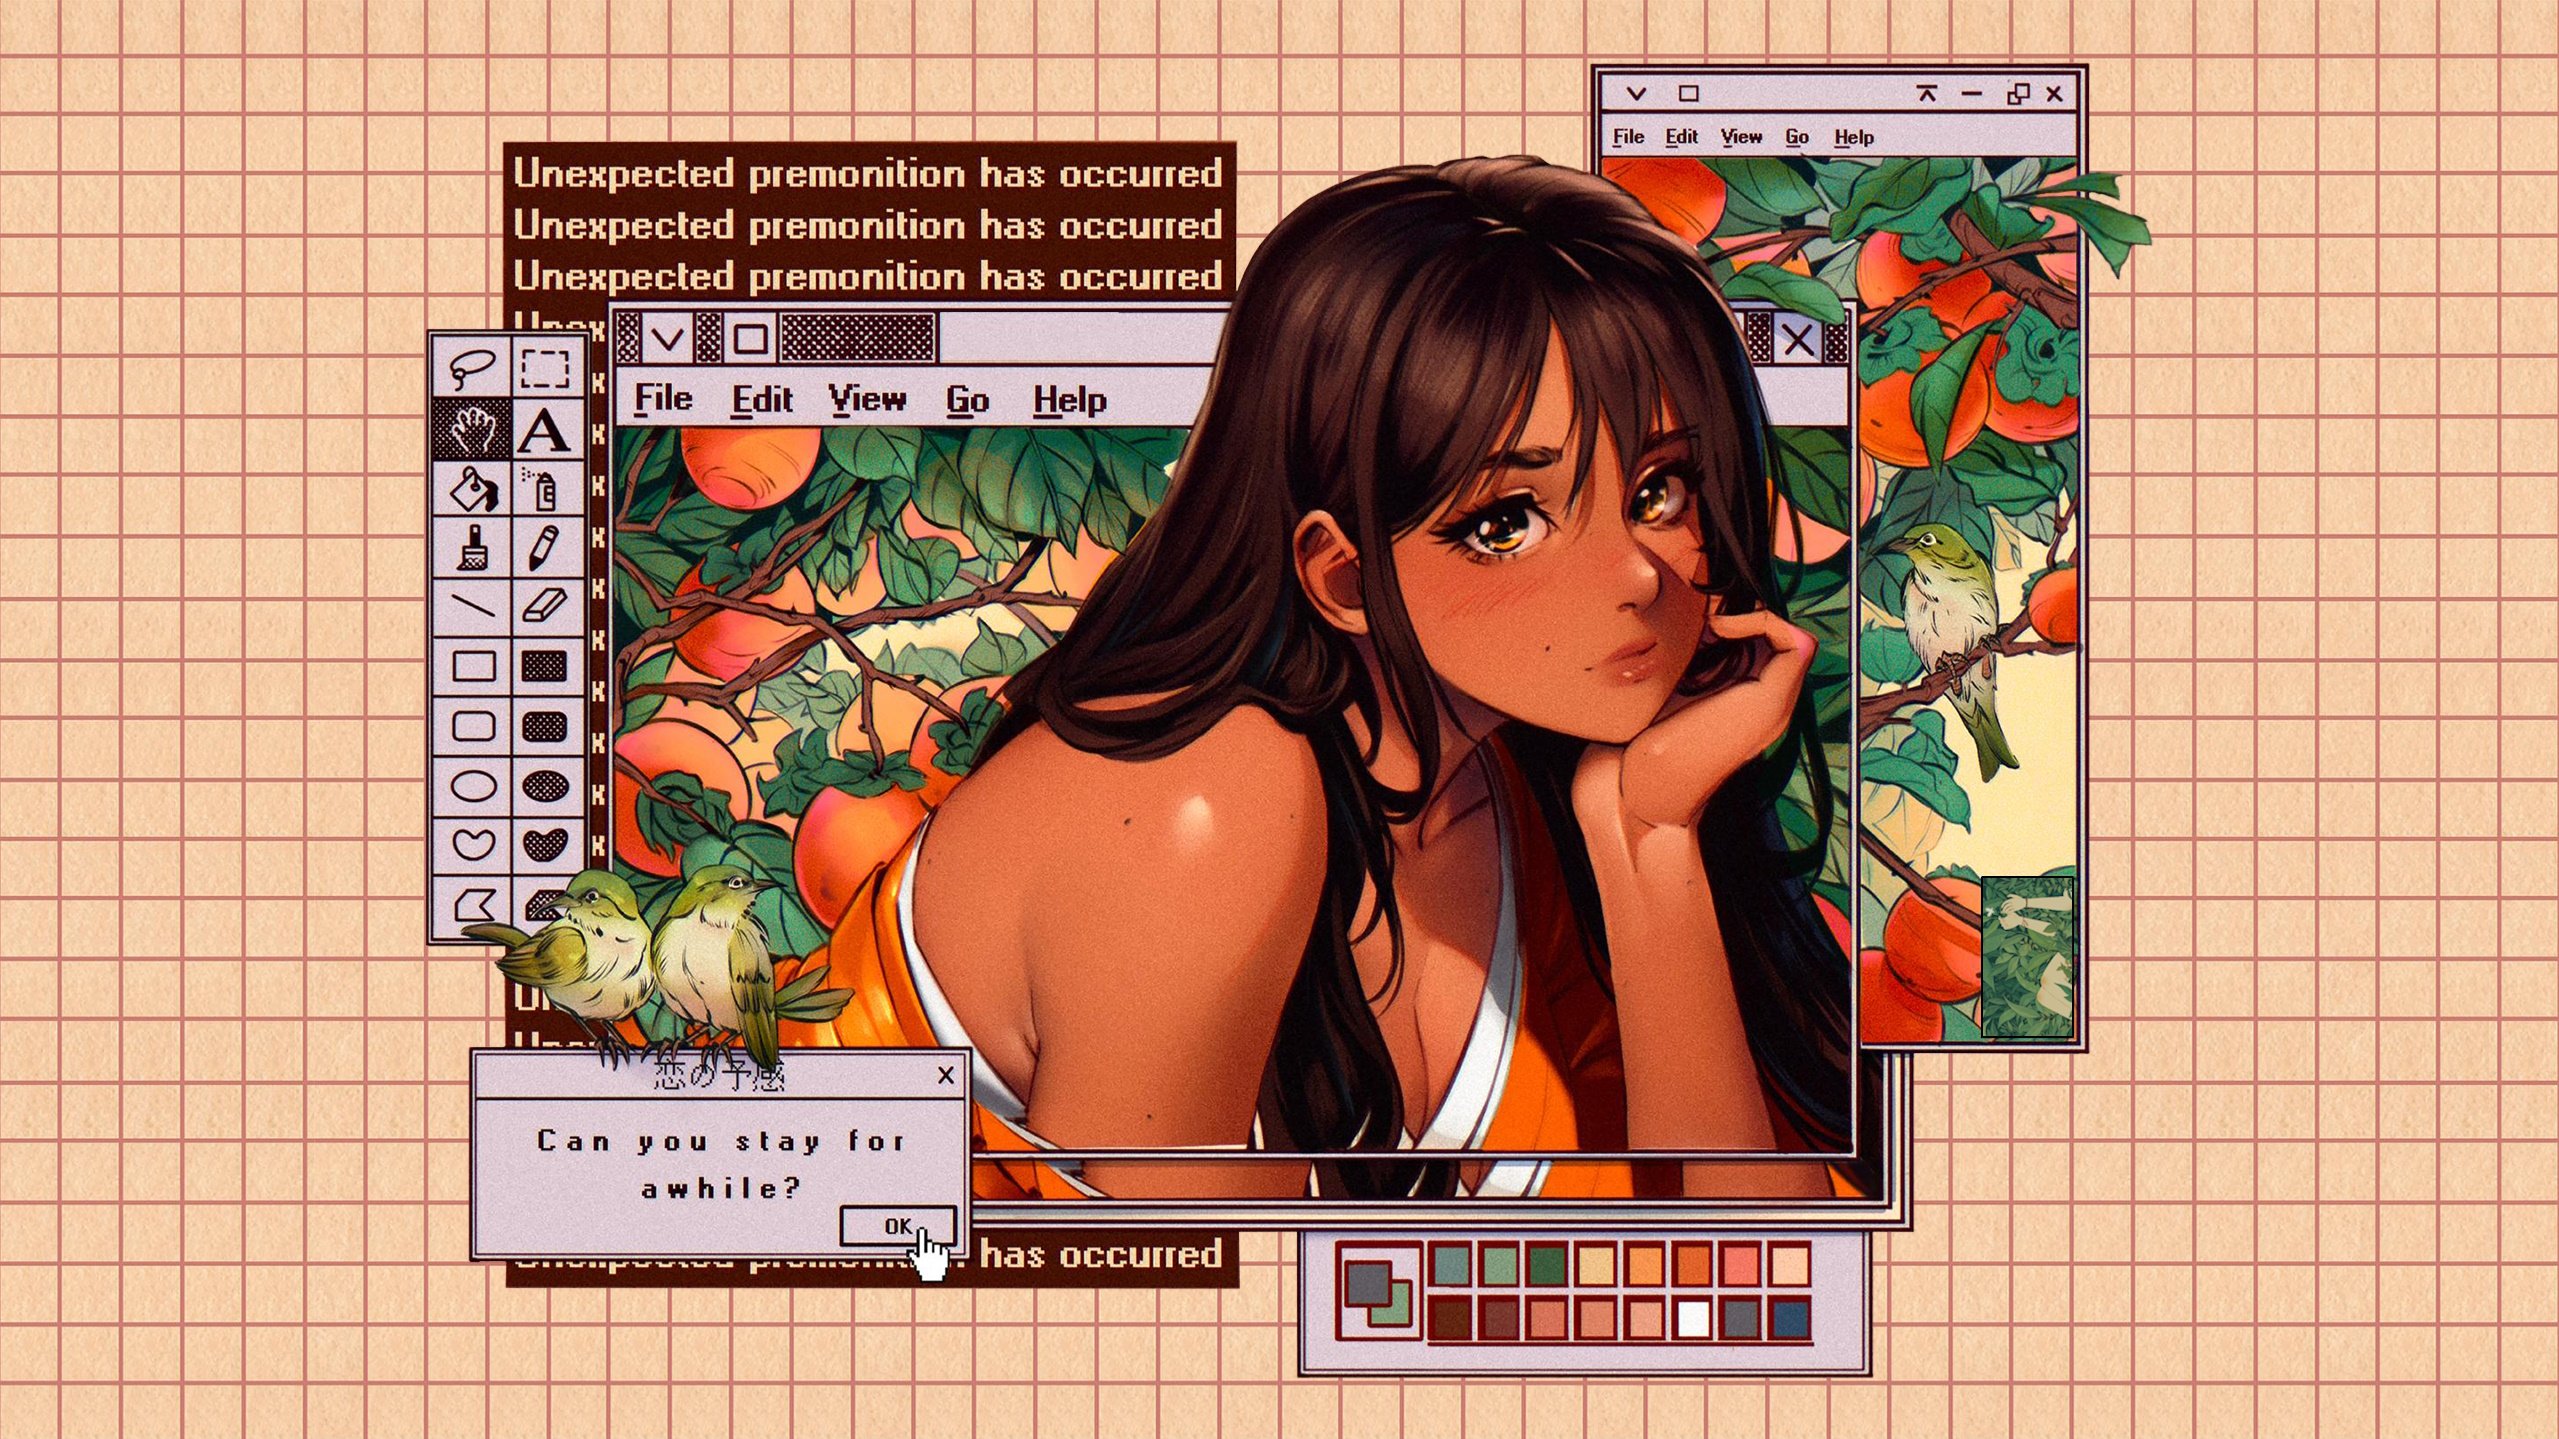 Unexpected premonition has occurred
Unexpected premonition has occurred
Unexpected premonition has occurred
File Edit View Go Help
File Edit View Go Help
A
恋の予感
Can you stay for
awhile?
OK
has occurred